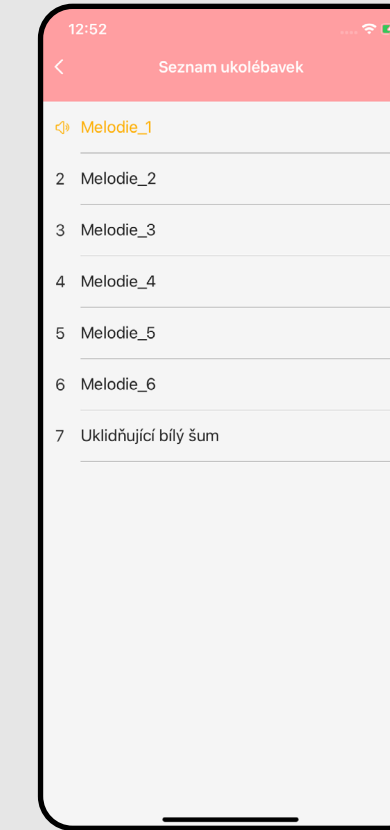 12:52
Seznam ukolébavek
Melodie_1
2 Melodie_2
3 Melodie_3
4 Melodie_4
5 Melodie_5
6 Melodie_6
7 Uklidňující bílý šum